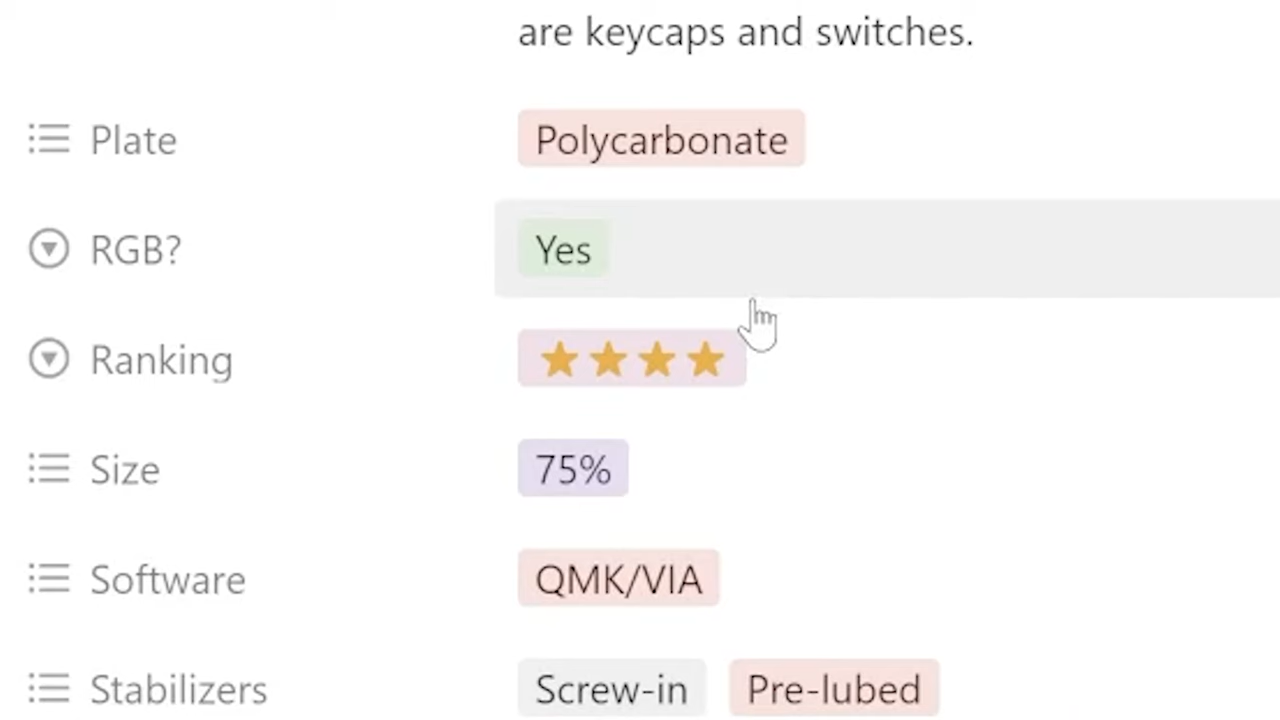 are keycaps and switches.
Plate Polycarbonate
RGB? Yes
Ranking ★ ★ ★ ★
Size 75%
Software QMK/VIA
Stabilizers Screw-in Pre-lubed